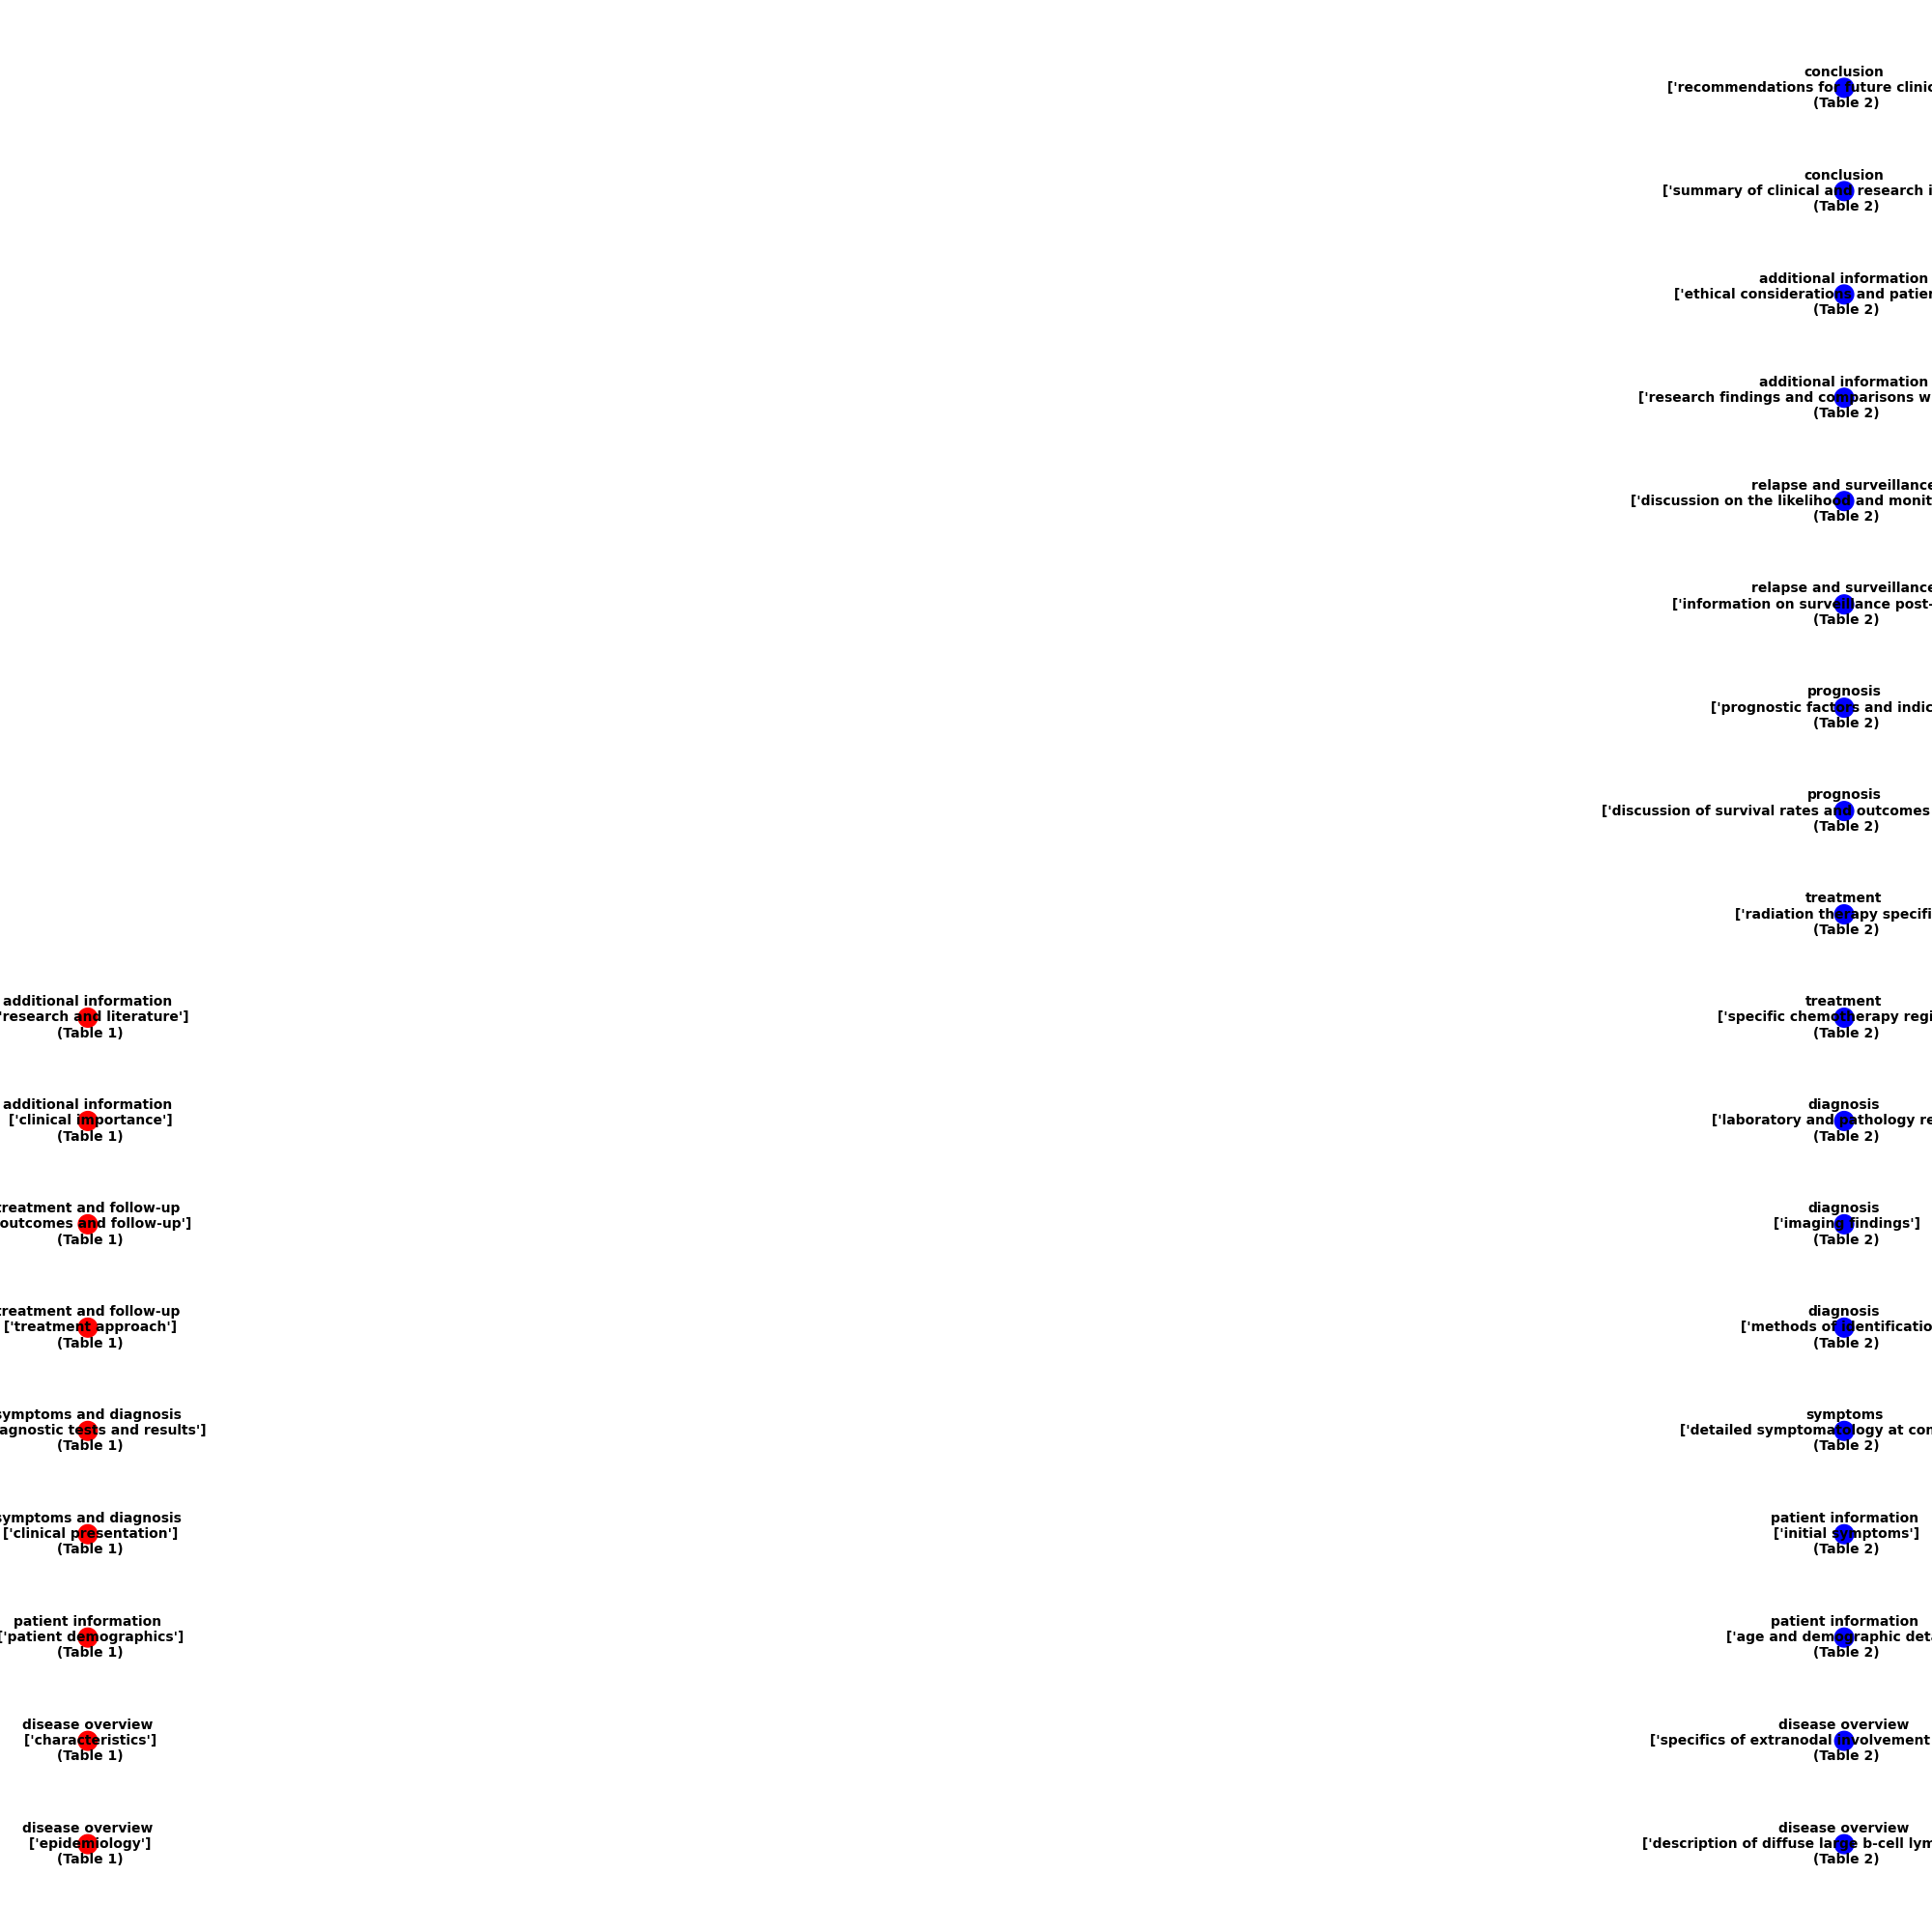 additional information
'research and literature']
(Table 1)
additional information
['clinical importance']
(Table 1)
treatment and follow-up
outcomes and follow-up']
(Table 1)
treatment and follow-up
['treatment approach']
(Table 1)
symptoms and diagnosis
agnostic tests and results']
(Table 1)
symptoms and diagnosis
['clinical presentation']
(Table 1)
patient information
['patient demographics']
(Table 1)
disease overview
['characteristics']
(Table 1)
disease overview
['epidemiology']
(Table 1)
conclusion
['recommendations for future clinic
(Table 2)
conclusion
['summary of clinical and research i
(Table 2)
additional information
['ethical considerations and patien
(Table 2)
additional information
['research findings and comparisons w
(Table 2)
relapse and surveillance
['discussion on the likelihood and monit
(Table 2)
relapse and surveillance
['information on surveillance post-
(Table 2)
prognosis
['prognostic factors and indic
(Table 2)
prognosis
['discussion of survival rates and outcomes
(Table 2)
treatment
['radiation therapy specifi
(Table 2)
treatment
['specific chemotherapy regi
(Table 2)
diagnosis
['laboratory and pathology re
(Table 2)
diagnosis
['imaging findings']
(Table 2)
diagnosis
['methods of identificatio
(Table 2)
symptoms
['detailed symptomatology at con
(Table 2)
patient information
['initial symptoms']
(Table 2)
patient information
['age and demographic deta
(Table 2)
disease overview
['specifics of extranodal involvement
(Table 2)
disease overview
['description of diffuse large b-cell lym
(Table 2)